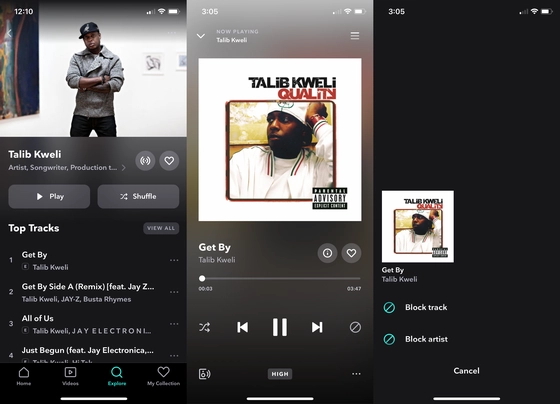 12:10
Talib Kweli
Artist, Songwriter, Production t...
Play
Shuffle
Top Tracks
VIEW ALL
1
Get By
E
Talib Kweli
2
Get By Side A (Remix) [feat. Jay Z...
Talib Kweli, JAY-Z, Busta Rhymes
3
All of Us
E
Talib Kweli, J A Y E L E C T R O N I...
4
Just Begun (feat. Jay Electronica,...
Home
Videos
Explore
My Collection
3:05
NOW PLAYING
Talib Kweli
TALIB KWELI
QUALITY
PARENTAL
ADVISORY
EXPLICIT CONTENT
Get By
Talib Kweli
00:03
03:47
HIGH
3:05
TALIB KWELI
QUALITY
Get By
Talib Kweli
Block track
Block artist
Cancel